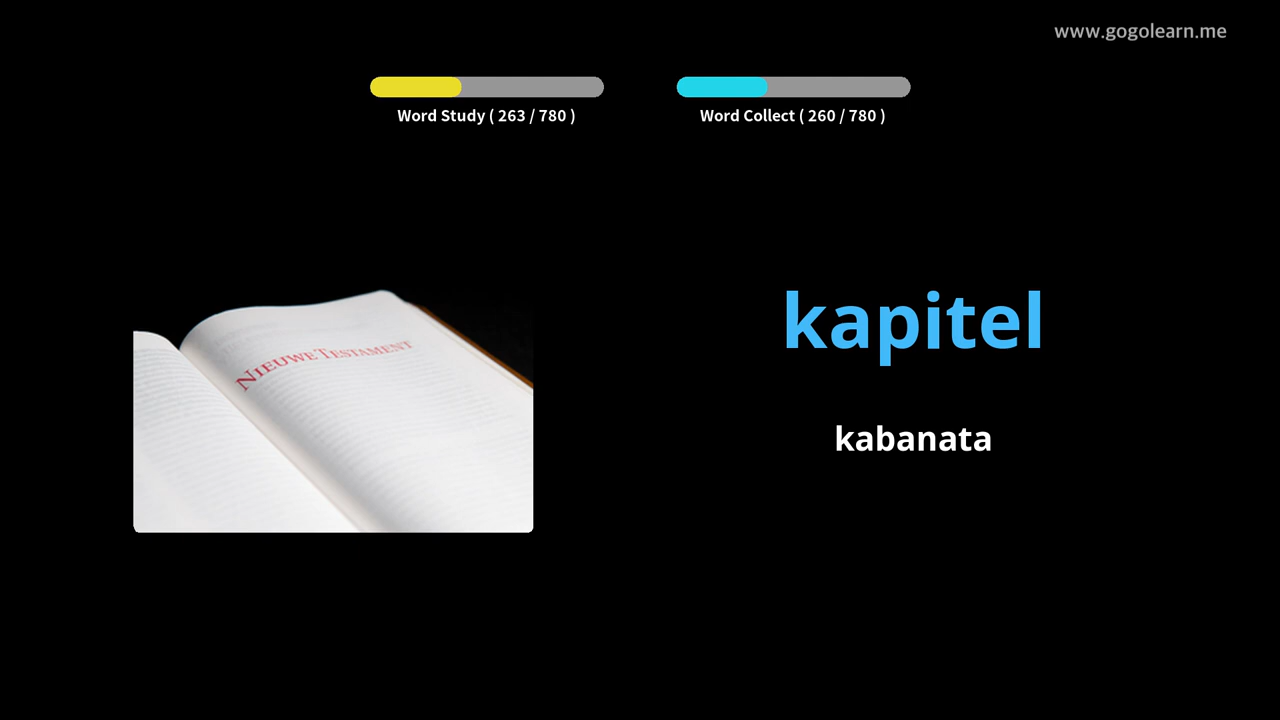 www.gogolearn.me
Word Study ( 263 / 780 )
Word Collect ( 260 / 780 )
NIEUWE TESTAMENT
kapitel
kabanata